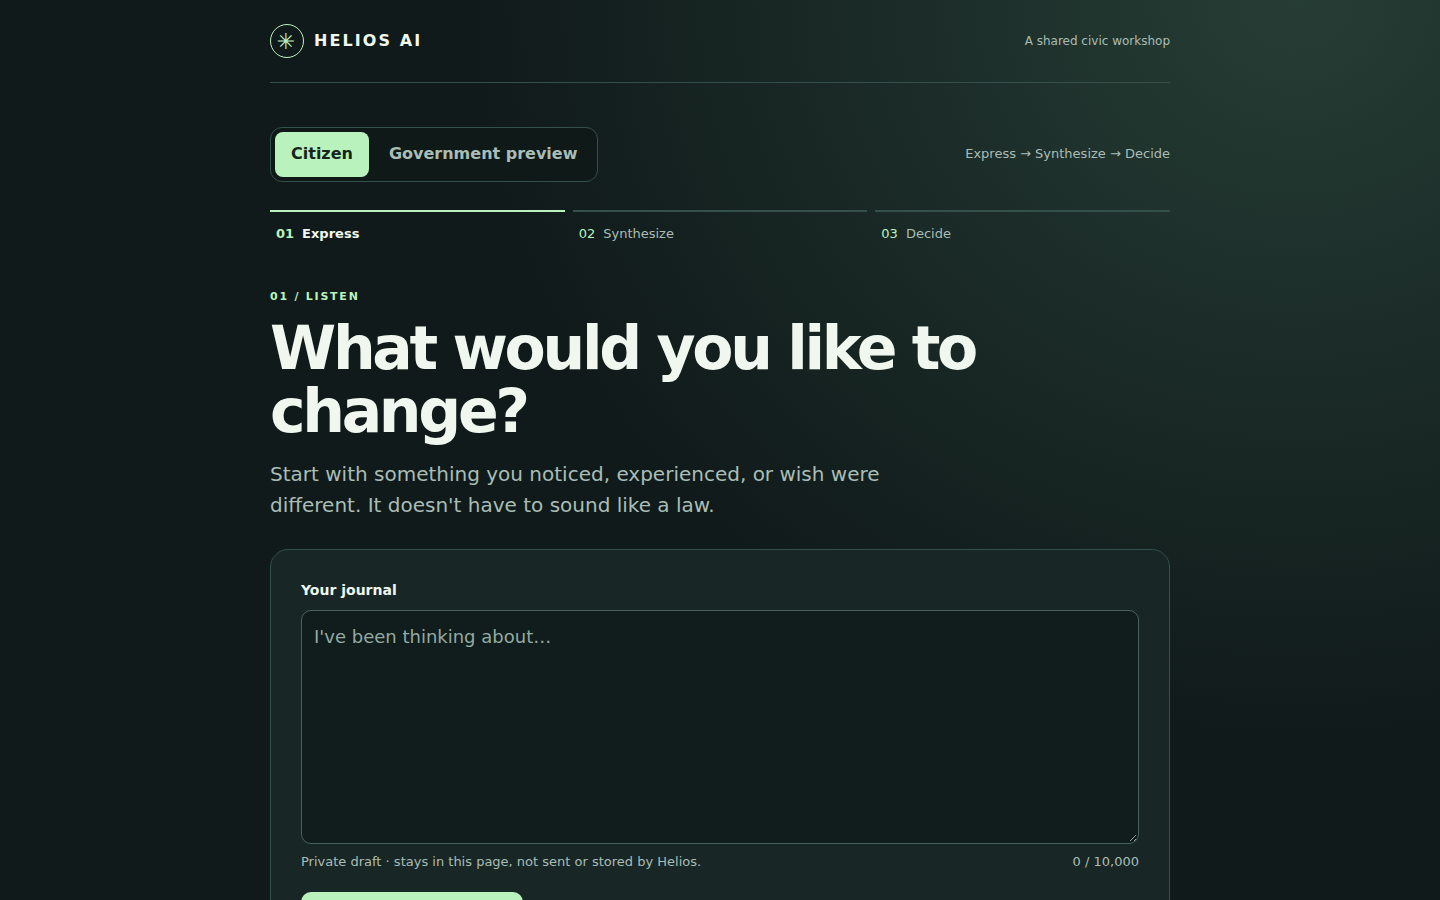 HELIOS AI
A shared civic workshop
Citizen
Government preview
Express → Synthesize → Decide
01 Express
02 Synthesize
03 Decide
01 / LISTEN
What would you like to
change?
Start with something you noticed, experienced, or wish were
different. It doesn't have to sound like a law.
Your journal
I've been thinking about…
Private draft · stays in this page, not sent or stored by Helios.
0 / 10,000